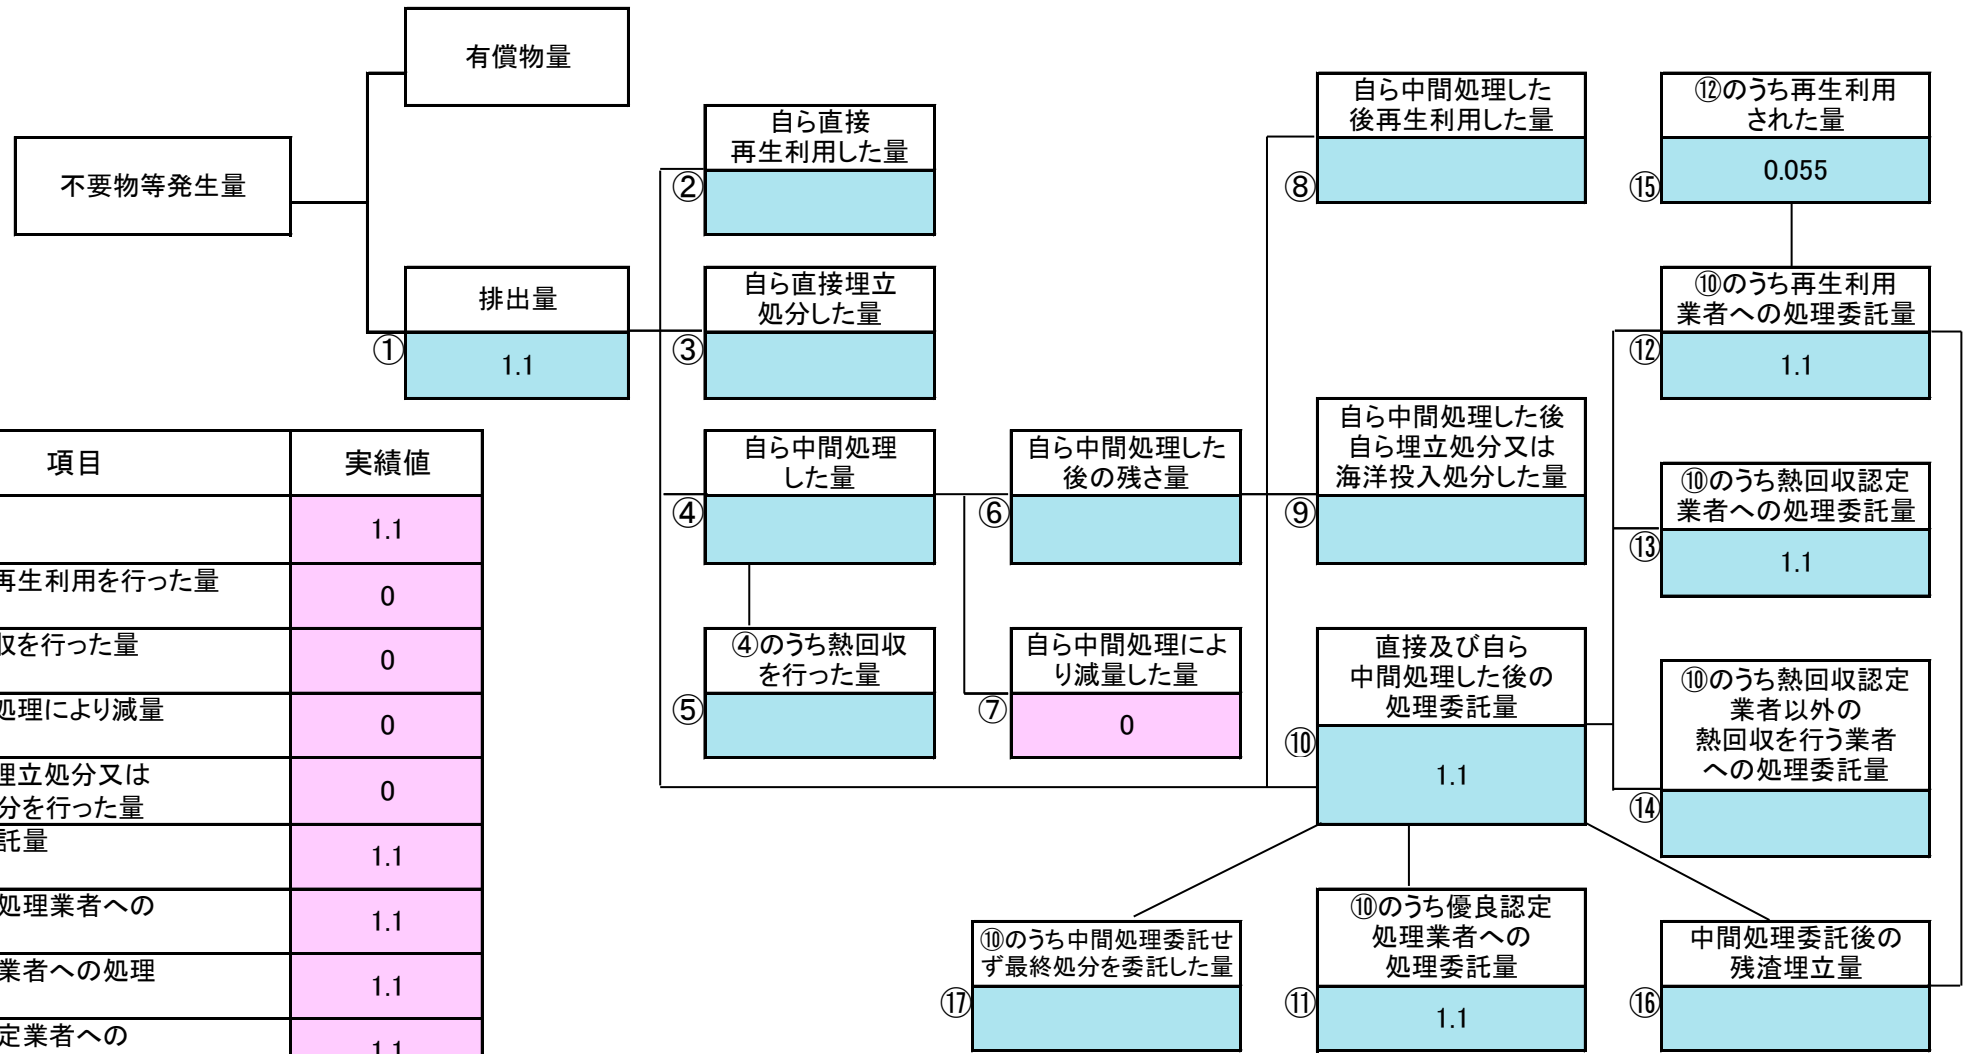 有償物量
不要物等発生量
排出量
①
1.1
自ら直接
再生利用した量
②
自ら直接埋立
処分した量
③
自ら中間処理
した量
④
④のうち熱回収
を行った量
⑤
自ら中間処理した
後の残さ量
⑥
自ら中間処理によ
り減量した量
⑦
0
自ら中間処理した
後再生利用した量
⑧
自ら中間処理した後
自ら埋立処分又は
海洋投入処分した量
⑨
直接及び自ら
中間処理した後の
処理委託量
⑩
1.1
⑫のうち再生利用
された量
⑮
0.055
⑩のうち再生利用
業者への処理委託量
⑫
1.1
⑩のうち熱回収認定
業者への処理委託量
⑬
1.1
⑩のうち熱回収認定
業者以外の
熱回収を行う業者
への処理委託量
⑭
⑩のうち中間処理委託せ
ず最終処分を委託した量
⑰
⑩のうち優良認定
処理業者への
処理委託量
⑪
1.1
中間処理委託後の
残渣埋立量
⑯
項目 実績値
1.1
再生利用を行った量 0
収を行った量 0
処理により減量 0
埋立処分又は
分を行った量 0
託量 1.1
処理業者への 1.1
業者への処理 1.1
定業者への 1.1